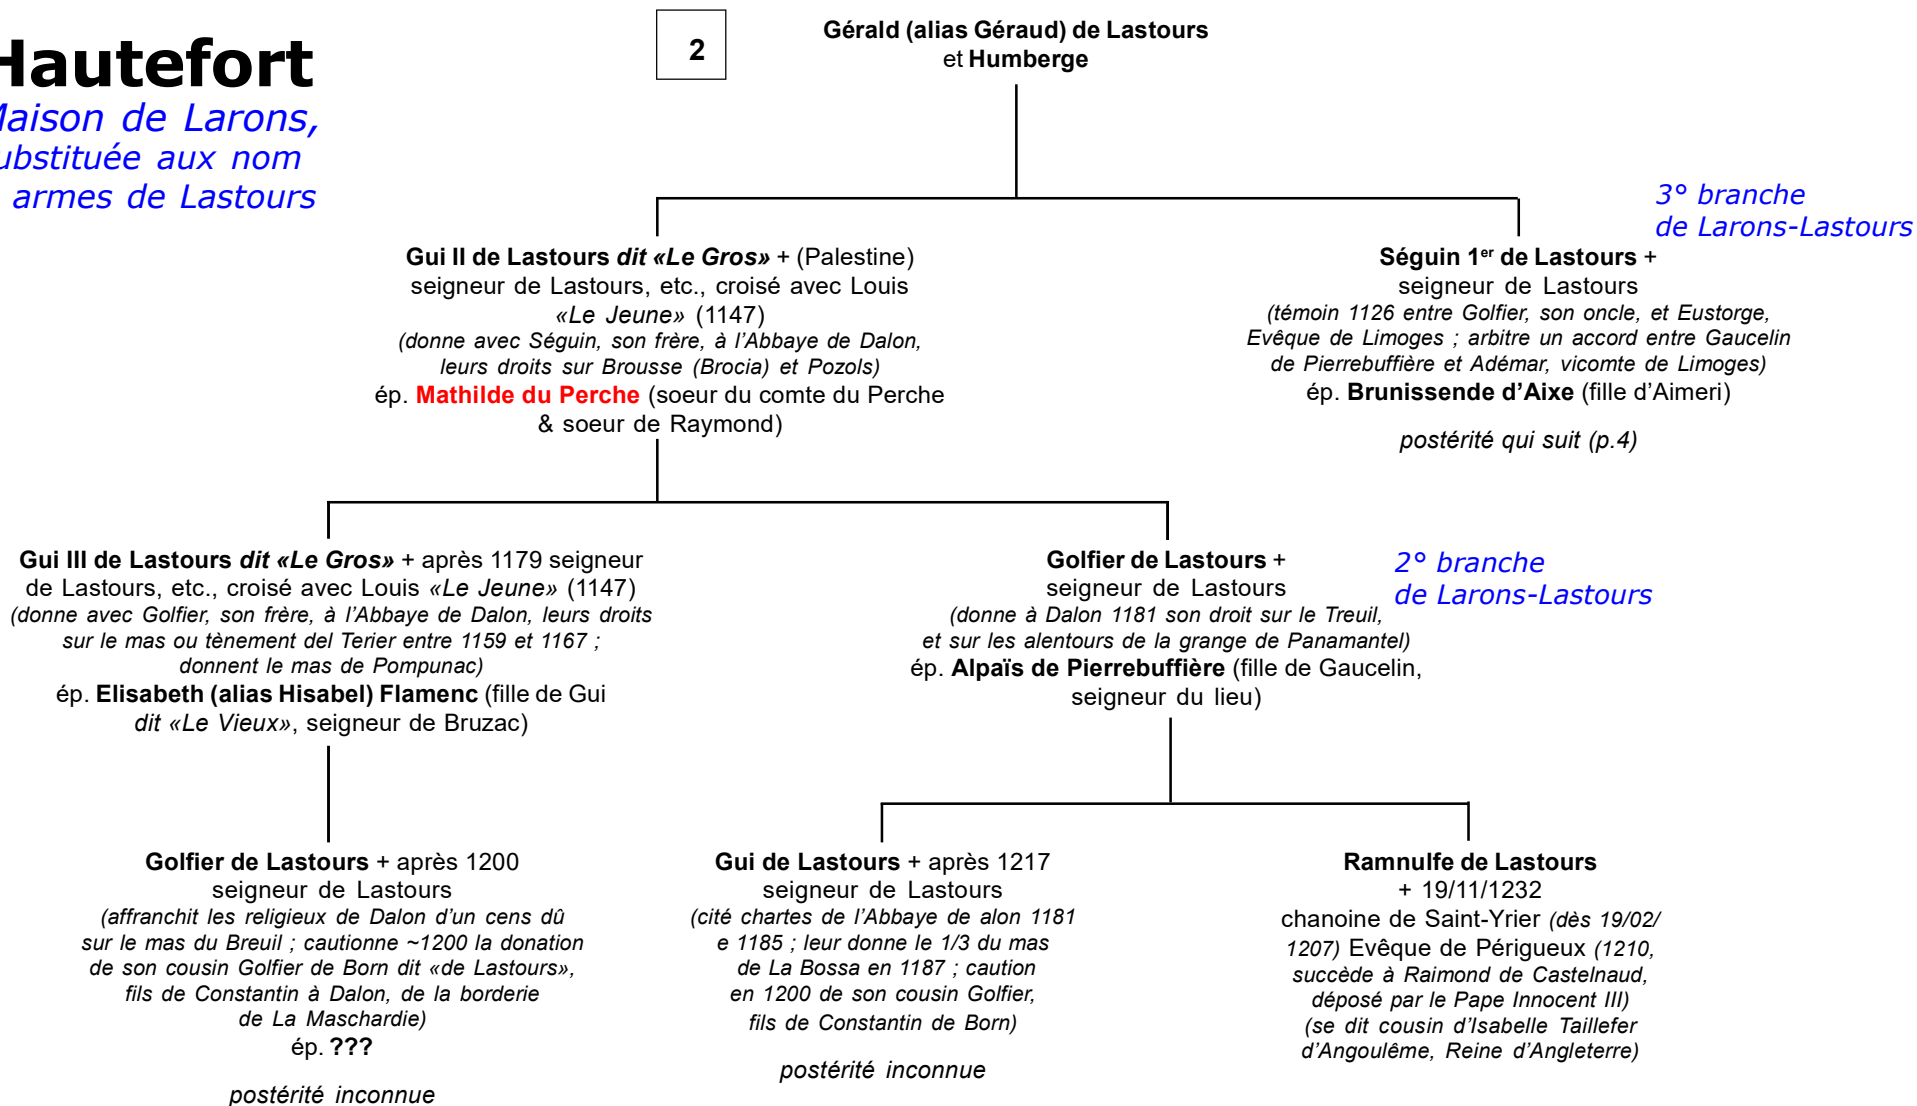 Hautefort
Maison de Larons,
substituée aux nom
armes de Lastours
2
Gérald (alias Géraud) de Lastours
et Humberge
3° branche
de Larons-Lastours
Gui II de Lastours dit «Le Gros» + (Palestine)
seigneur de Lastours, etc., croisé avec Louis
«Le Jeune» (1147)
(donne avec Séguin, son frère, à l'Abbaye de Dalon,
leurs droits sur Brousse (Brocia) et Pozols)
ép. Mathilde du Perche (soeur du comte du Perche
& soeur de Raymond)
Séguin 1er de Lastours +
seigneur de Lastours
(témoin 1126 entre Golfier, son oncle, et Eustorge,
Evêque de Limoges ; arbitre un accord entre Gaucelin
de Pierrebuffière et Adémar, vicomte de Limoges)
ép. Brunissende d'Aixe (fille d'Aimeri)
postérité qui suit (p.4)
Gui III de Lastours dit «Le Gros» + après 1179 seigneur
de Lastours, etc., croisé avec Louis «Le Jeune» (1147)
(donne avec Golfier, son frère, à l'Abbaye de Dalon, leurs droits
sur le mas ou tènement del Terier entre 1159 et 1167 ;
donnent le mas de Pompunac)
ép. Elisabeth (alias Hisabel) Flamenc (fille de Gui
dit «Le Vieux», seigneur de Bruzac)
Golfier de Lastours +
seigneur de Lastours
(donne à Dalon 1181 son droit sur le Treuil,
et sur les alentours de la grange de Panamantel)
ép. Alpaïs de Pierrebuffière (fille de Gaucelin,
seigneur du lieu)
2° branche
de Larons-Lastours
Golfier de Lastours + après 1200
seigneur de Lastours
(affranchit les religieux de Dalon d'un cens dû
sur le mas du Breuil ; cautionne ~1200 la donation
de son cousin Golfier de Born dit «de Lastours»,
fils de Constantin à Dalon, de la borderie
de La Maschardie)
ép. ???
postérité inconnue
Gui de Lastours + après 1217
seigneur de Lastours
(cité chartes de l'Abbaye de alon 1181
e 1185 ; leur donne le 1/3 du mas
de La Bossa en 1187 ; caution
en 1200 de son cousin Golfier,
fils de Constantin de Born)
postérité inconnue
Ramnulfe de Lastours
+ 19/11/1232
chanoine de Saint-Yrier (dès 19/02/
1207) Evêque de Périgueux (1210,
succède à Raimond de Castelnaud,
déposé par le Pape Innocent III)
(se dit cousin d'Isabelle Taillefer
d'Angoulême, Reine d'Angleterre)